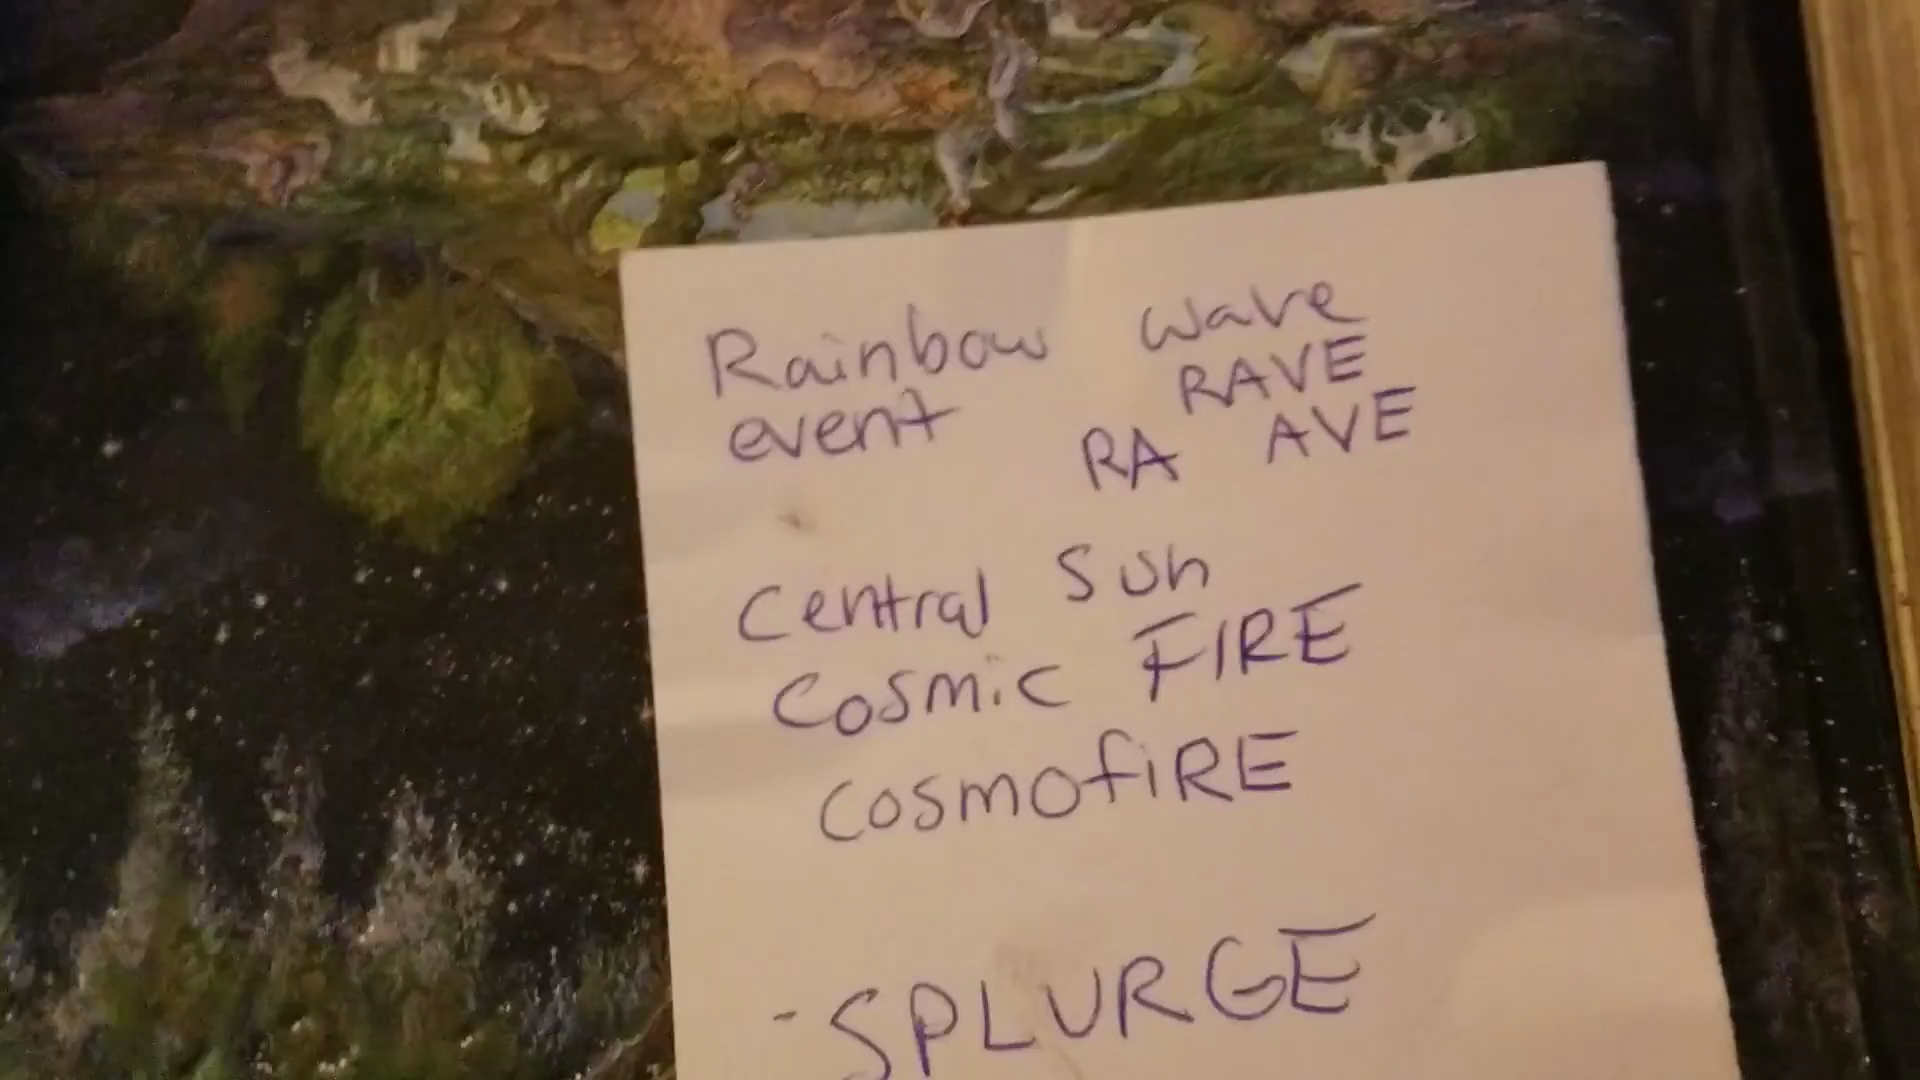 Rainbow wave
event RAVE
RA AVE
Central Sun
Cosmic FIRE
CosmofiRE
-SPLURGE